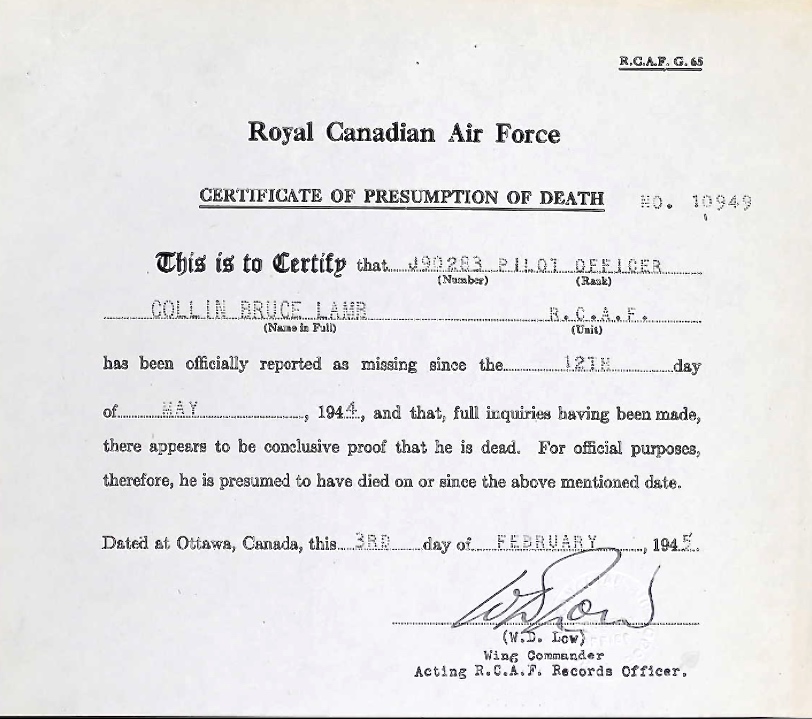 R.C.A.F. G. 65
Royal Canadian Air Force
CERTIFICATE OF PRESUMPTION OF DEATH NO. 10949
This is to Certify that J90283 PILOT OFFICER
(Number) (Rank)
COLLIN BRUCE LAMB R.C.A.F.
(Name in Full) (Unit)
has been officially reported as missing since the 12TH day
of MAY, 1944, and that, full inquiries having been made,
there appears to be conclusive proof that he is dead. For official purposes,
therefore, he is presumed to have died on or since the above mentioned date.
Dated at Ottawa, Canada, this 3RD day of FEBRUARY, 1945.
(W.D. Low)
Wing Commander
Acting R.C.A.F. Records Officer.